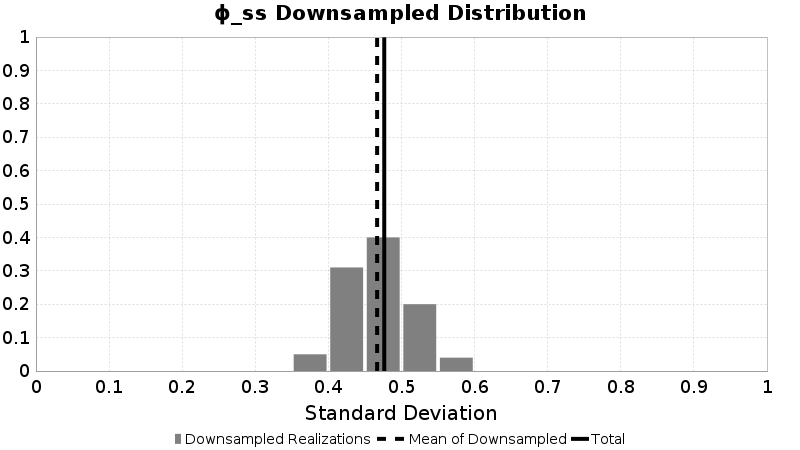 ϕ_ss Downsampled Distribution
1
0.9
0.8
0.7
0.6
0.5
0.4
0.3
0.2
0.1
0
0 0.1 0.2 0.3 0.4 0.5 0.6 0.7 0.8 0.9 1
Standard Deviation
Downsampled Realizations Mean of Downsampled Total